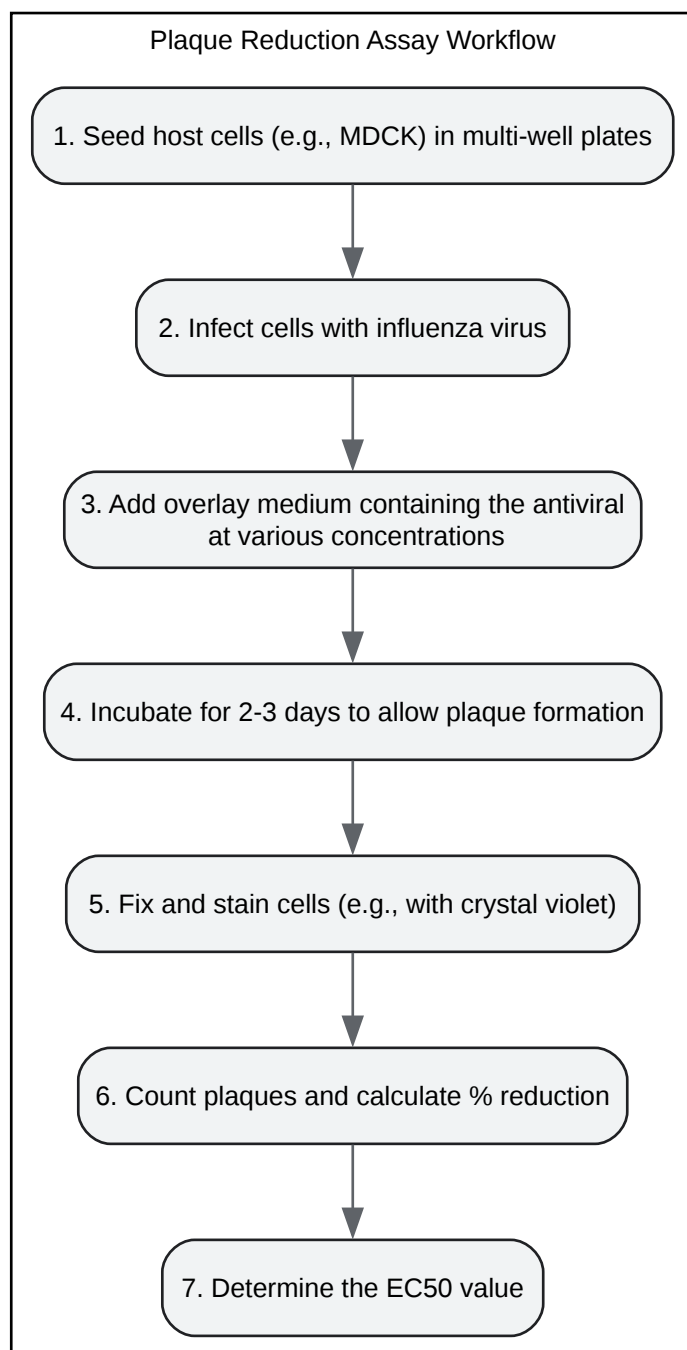 Plaque Reduction Assay Workflow
1. Seed host cells (e.g., MDCK) in multi-well plates
2. Infect cells with influenza virus
3. Add overlay medium containing the antiviral
at various concentrations
4. Incubate for 2-3 days to allow plaque formation
5. Fix and stain cells (e.g., with crystal violet)
6. Count plaques and calculate % reduction
7. Determine the EC50 value